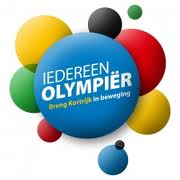 IEDEREEN
OLYMPIËR
Breng Kortrijk in beweging